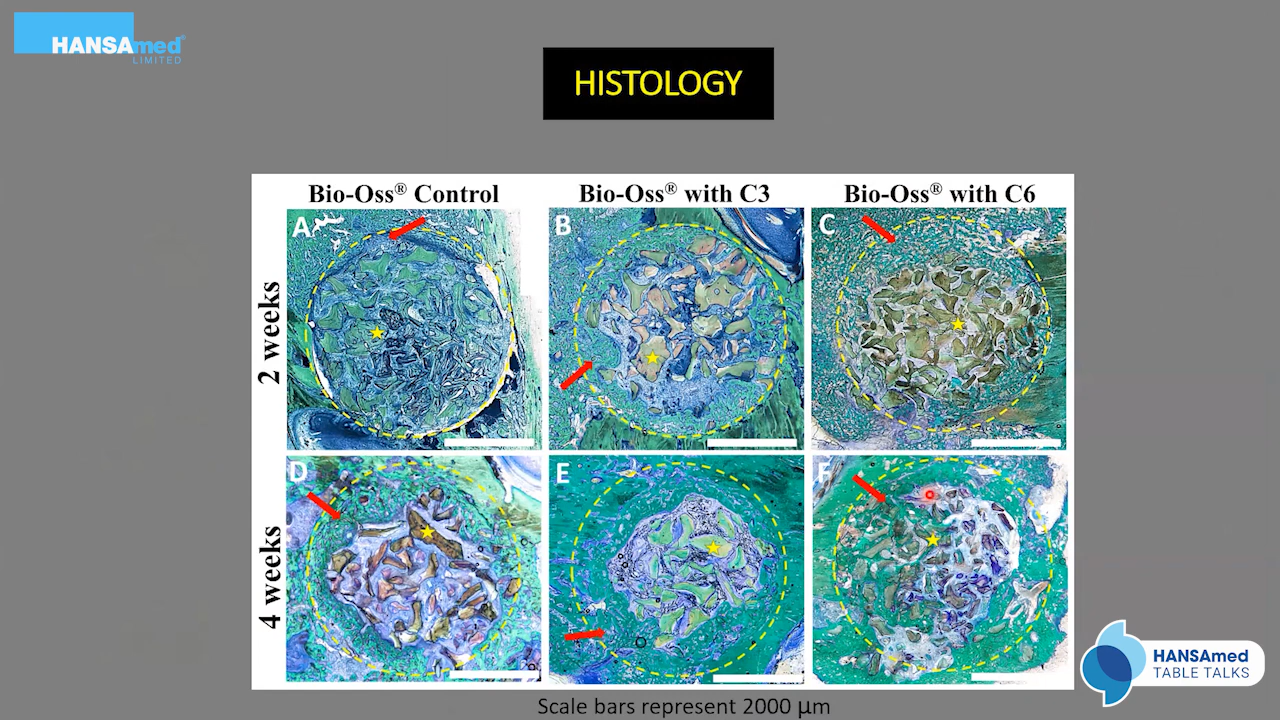 HANSAmed®
LIMITED
HISTOLOGY
Bio-Oss® Control
Bio-Oss® with C3
Bio-Oss® with C6
2 weeks
A
B
C
4 weeks
D
E
F
HANSAmed
TABLE TALKS
Scale bars represent 2000 μm